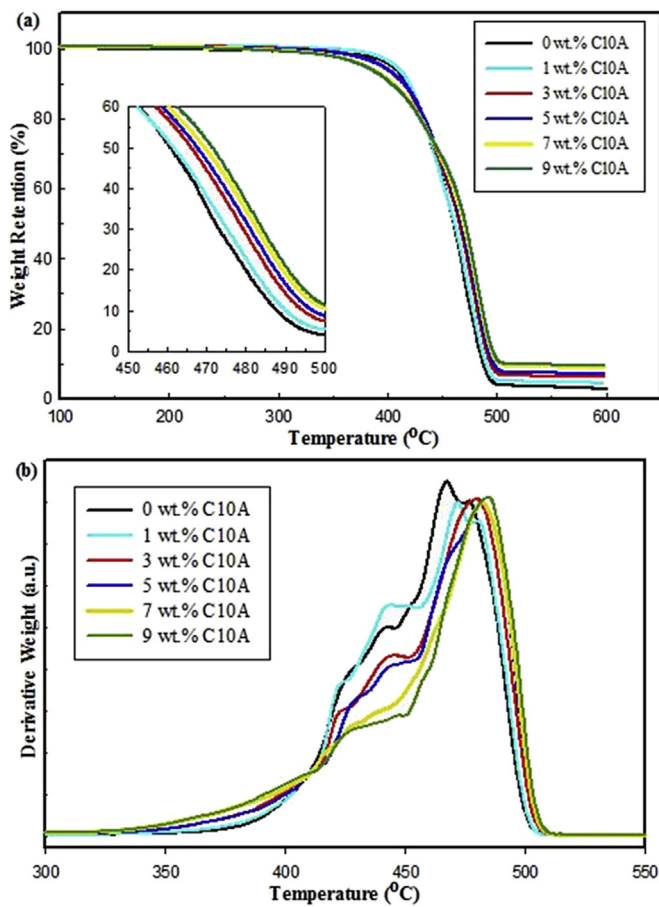 (a)
100
80
60
40
20
0
Weight Retention (%)
0 wt.% C10A
1 wt.% C10A
3 wt.% C10A
5 wt.% C10A
7 wt.% C10A
9 wt.% C10A
60
50
40
30
20
10
0
450 460 470 480 490 500
100 200 300 400 500 600
Temperature (⁰C)
(b)
0 wt.% C10A
1 wt.% C10A
3 wt.% C10A
5 wt.% C10A
7 wt.% C10A
9 wt.% C10A
Derivative Weight (a.u.)
300 350 400 450 500 550
Temperature (⁰C)